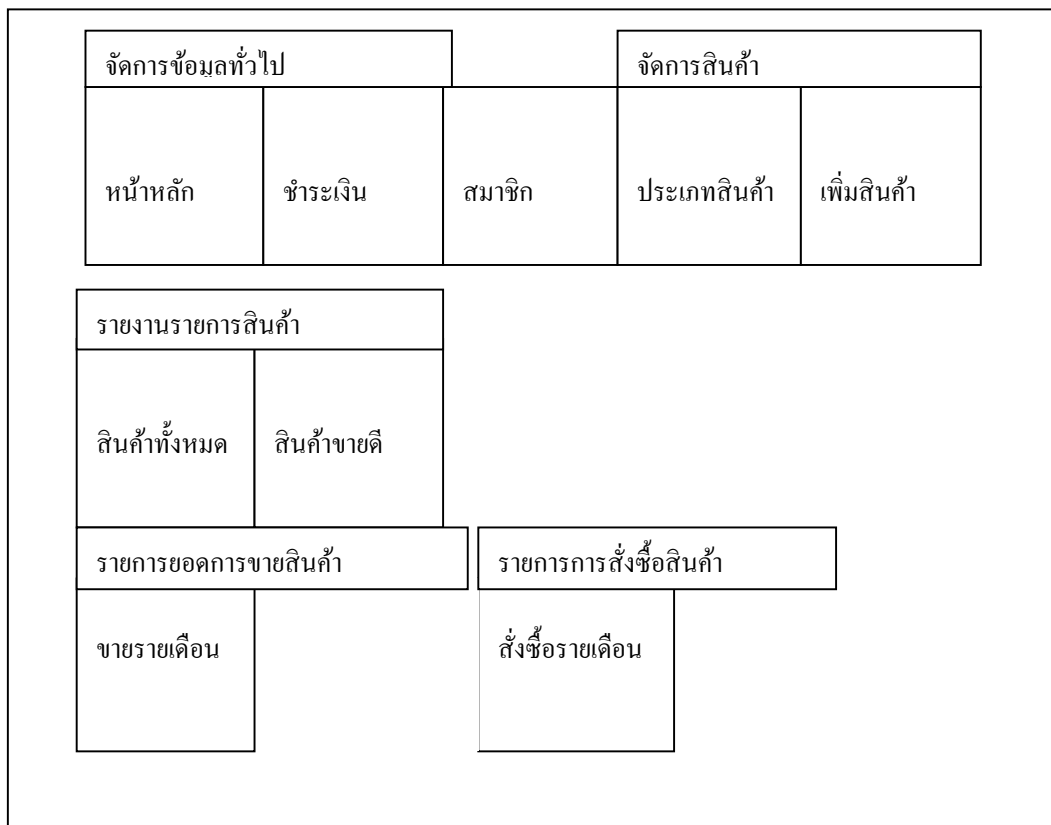 จัดการข้อมูลทั่วไป
จัดการสินค้า
หน้าหลัก
ชำระเงิน
สมาชิก
ประเภทสินค้า
เพิ่มสินค้า
รายงานรายการสินค้า
สินค้าทั้งหมด
สินค้าขายดี
รายการยอดการขายสินค้า
รายการการสั่งซื้อสินค้า
ขายรายเดือน
สั่งซื้อรายเดือน